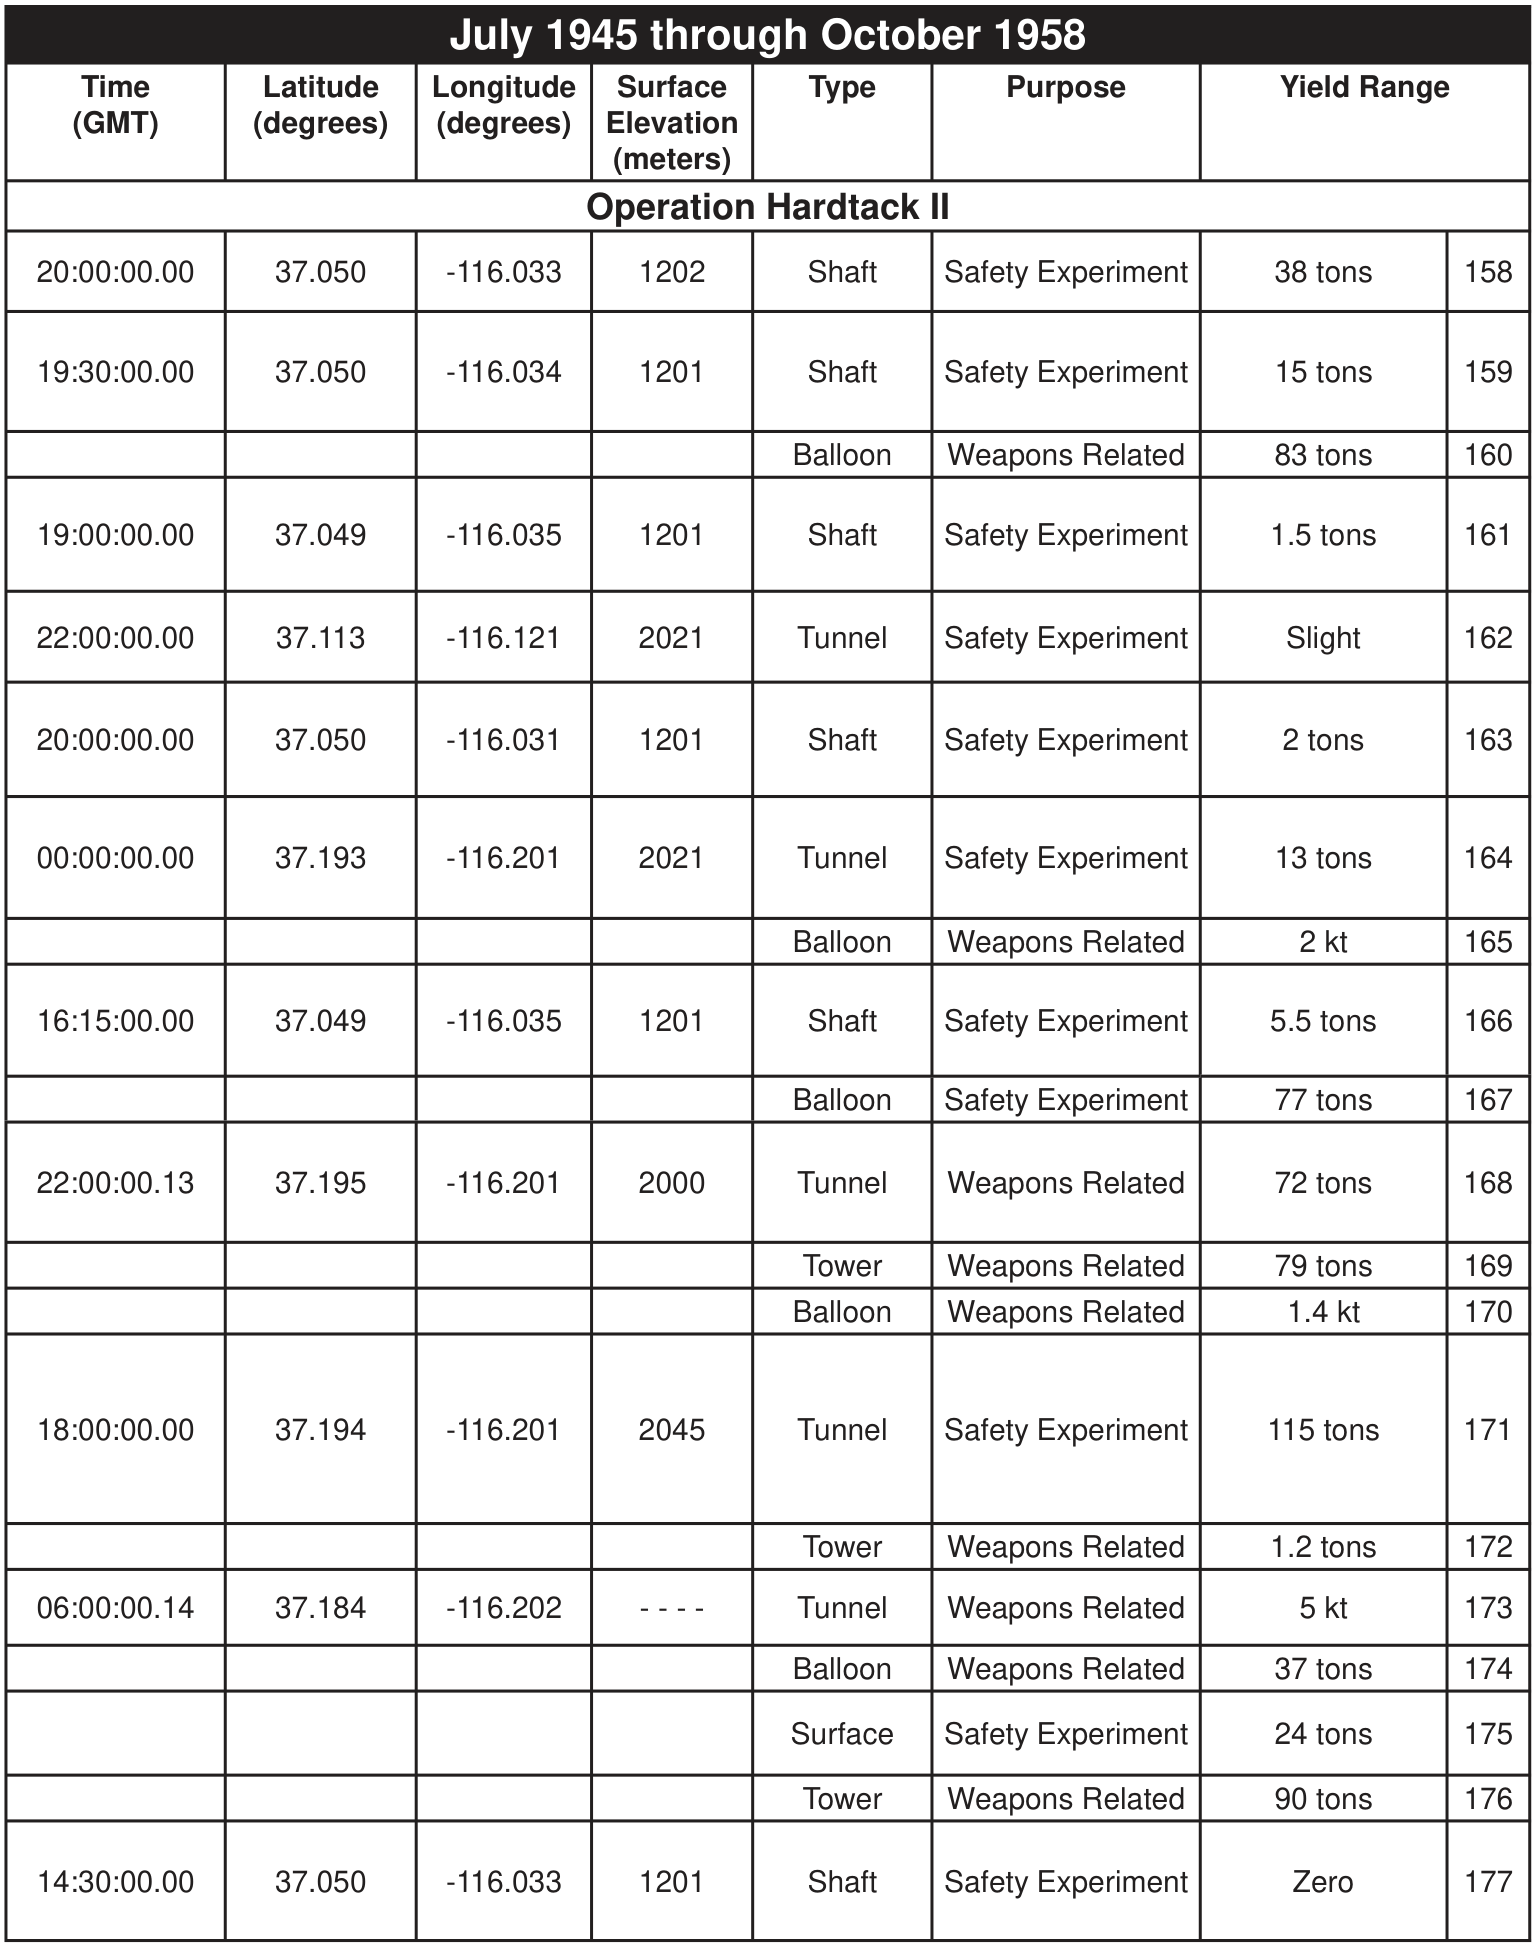 July 1945 through October 1958
Time Latitude Longitude Surface Type Purpose Yield Range
(GMT) (degrees) (degrees) Elevation
(meters)
Operation Hardtack II
20:00:00.00 37.050 -116.033 1202 Shaft Safety Experiment 38 tons 158
19:30:00.00 37.050 -116.034 1201 Shaft Safety Experiment 15 tons 159
Balloon Weapons Related 83 tons 160
19:00:00.00 37.049 -116.035 1201 Shaft Safety Experiment 1.5 tons 161
22:00:00.00 37.113 -116.121 2021 Tunnel Safety Experiment Slight 162
20:00:00.00 37.050 -116.031 1201 Shaft Safety Experiment 2 tons 163
00:00:00.00 37.193 -116.201 2021 Tunnel Safety Experiment 13 tons 164
Balloon Weapons Related 2 kt 165
16:15:00.00 37.049 -116.035 1201 Shaft Safety Experiment 5.5 tons 166
Balloon Safety Experiment 77 tons 167
22:00:00.13 37.195 -116.201 2000 Tunnel Weapons Related 72 tons 168
Tower Weapons Related 79 tons 169
Balloon Weapons Related 1.4 kt 170
18:00:00.00 37.194 -116.201 2045 Tunnel Safety Experiment 115 tons 171
Tower Weapons Related 1.2 tons 172
06:00:00.14 37.184 -116.202 - - - - Tunnel Weapons Related 5 kt 173
Balloon Weapons Related 37 tons 174
Surface Safety Experiment 24 tons 175
Tower Weapons Related 90 tons 176
14:30:00.00 37.050 -116.033 1201 Shaft Safety Experiment Zero 177